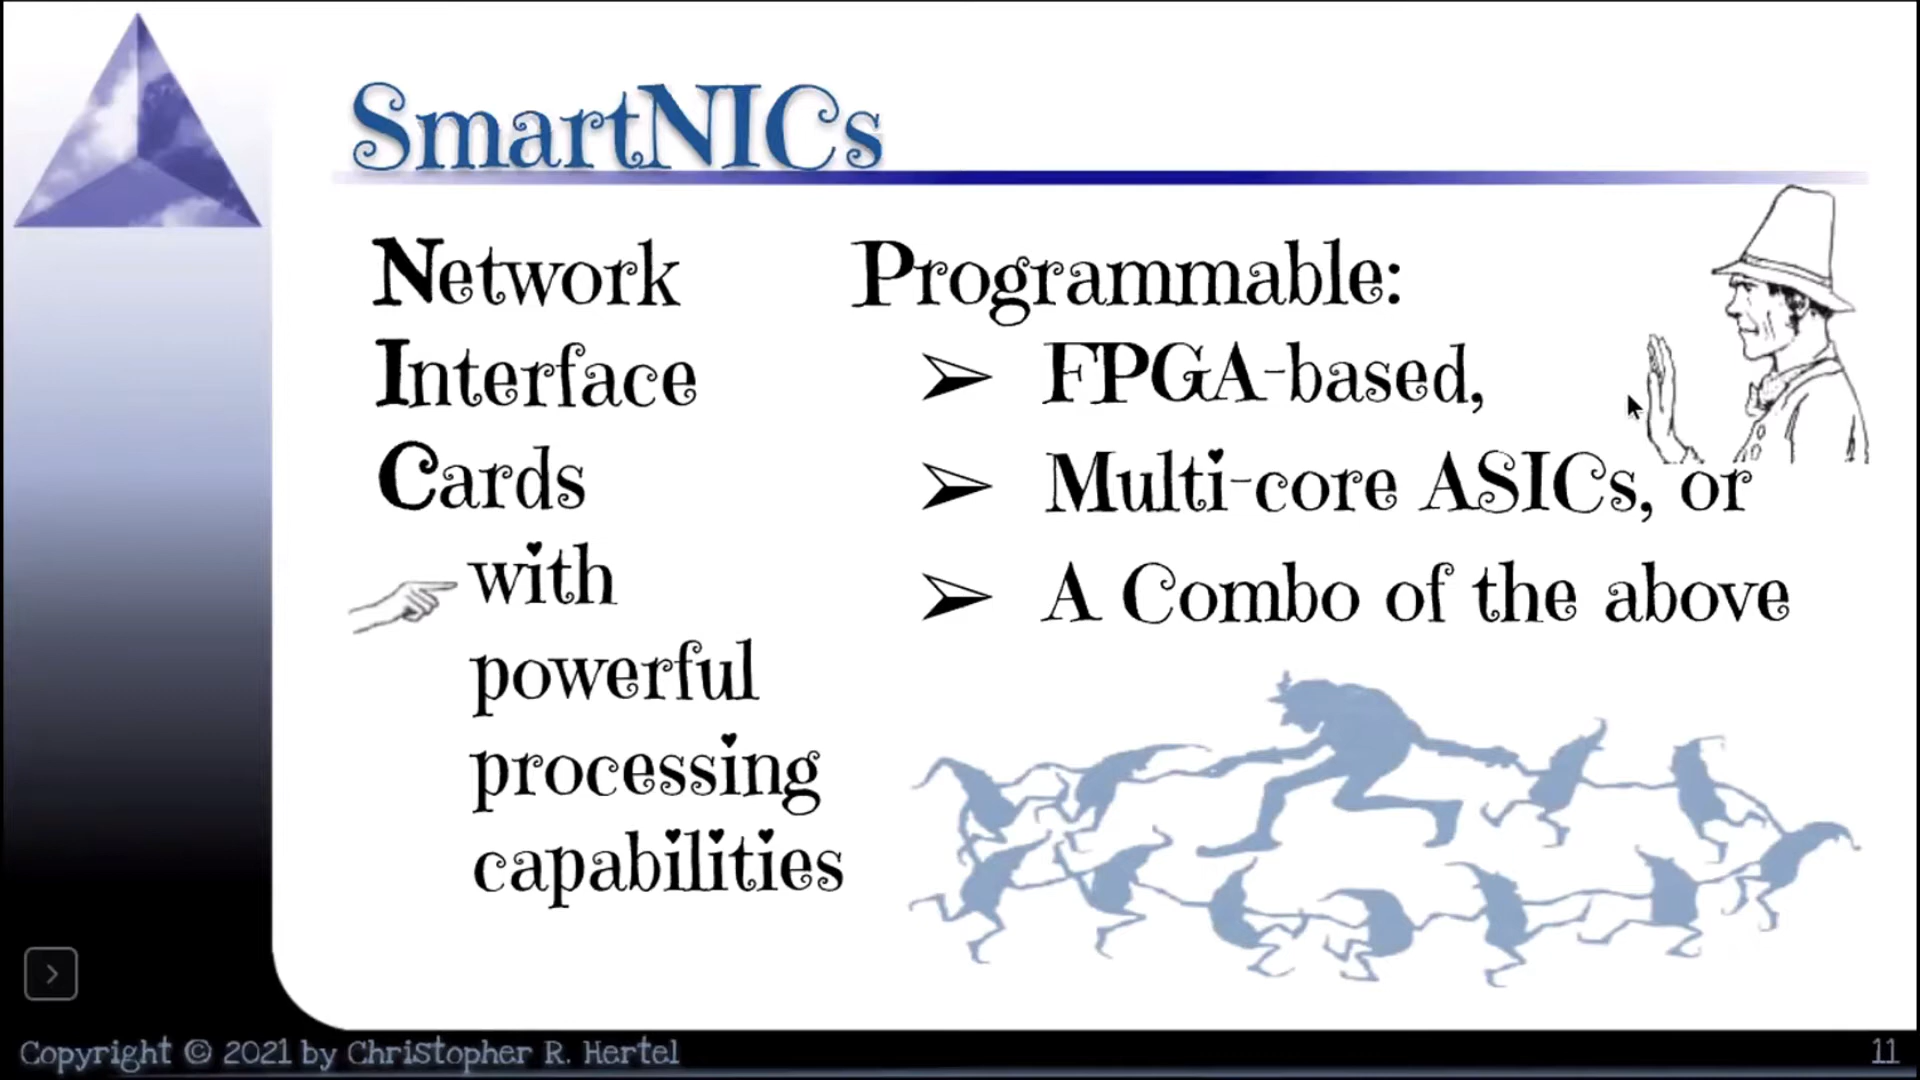 SmartNICs
Network
Interface
Cards
with
powerful
processing
capabilities
Programmable:
➢ FPGA-based,
➢ Multi-core ASICs, or
➢ A Combo of the above
Copyright © 2021 by Christopher R. Hertel
11